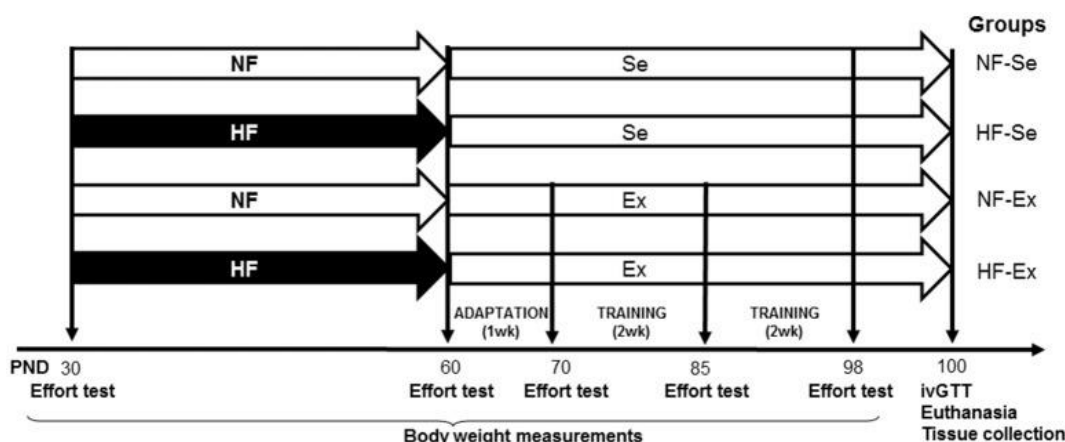 Groups
NF Se NF-Se
HF Se HF-Se
NF Ex NF-Ex
HF Ex HF-Ex
ADAPTATION TRAINING TRAINING
(1wk) (2wk) (2wk)
PND 30 60 70 85 98 100
Effort test Effort test Effort test Effort test Effort test ivGTT
Euthanasia
Body weight measurements Tissue collection